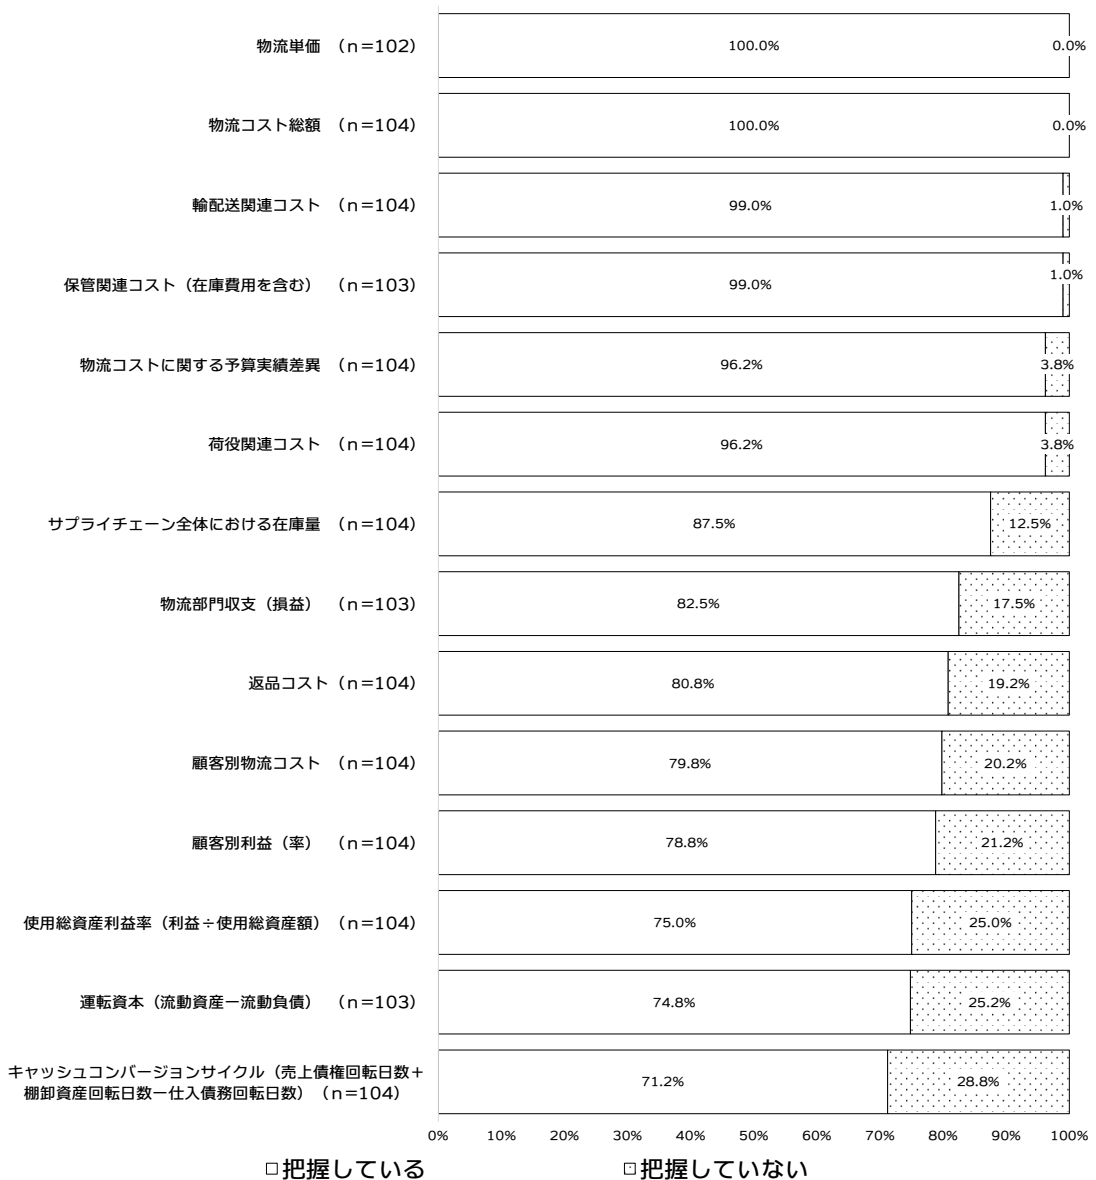 物流単価　（ｎ＝102） 100.0% 0.0%
物流コスト総額　（ｎ＝104） 100.0% 0.0%
輸配送関連コスト　（ｎ＝104） 99.0% 1.0%
保管関連コスト（在庫費用を含む）　（ｎ＝103） 99.0% 1.0%
物流コストに関する予算実績差異　（ｎ＝104） 96.2% 3.8%
荷役関連コスト　（ｎ＝104） 96.2% 3.8%
サプライチェーン全体における在庫量　（ｎ＝104） 87.5% 12.5%
物流部門収支（損益）　（ｎ＝103） 82.5% 17.5%
返品コスト（ｎ＝104） 80.8% 19.2%
顧客別物流コスト　（ｎ＝104） 79.8% 20.2%
顧客別利益（率）　（ｎ＝104） 78.8% 21.2%
使用総資産利益率（利益÷使用総資産額）　（ｎ＝104） 75.0% 25.0%
運転資本（流動資産ー流動負債）　（ｎ＝103） 74.8% 25.2%
キャッシュコンバージョンサイクル（売上債権回転日数＋
棚卸資産回転日数ー仕入債務回転日数）（ｎ＝104） 71.2% 28.8%
0% 10% 20% 30% 40% 50% 60% 70% 80% 90% 100%
把握している 把握していない